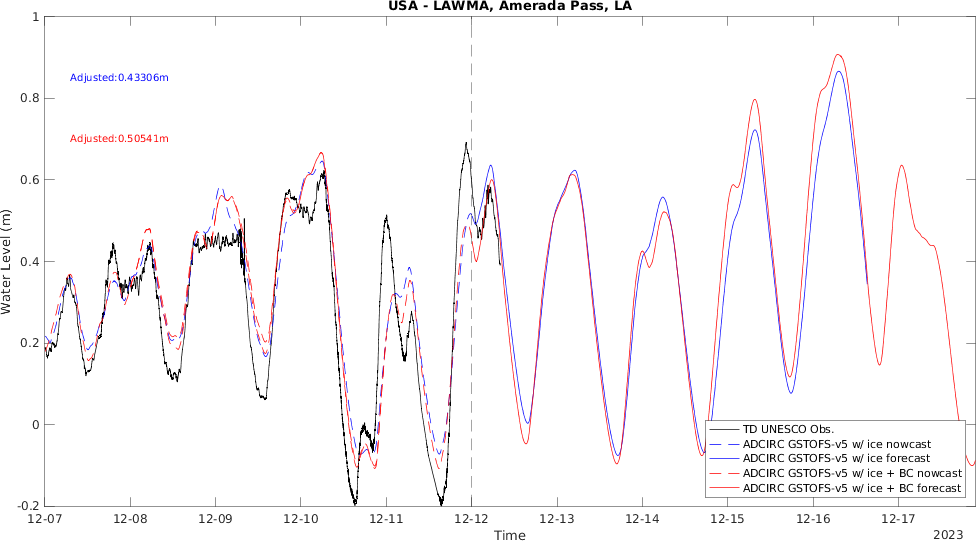 USA - LAWMA, Amerada Pass, LA
Adjusted:0.43306m
Adjusted:0.50541m
Water Level (m)
1
0.8
0.6
0.4
0.2
0
-0.2
TD UNESCO Obs.
ADCIRC GSTOFS-v5 w/ ice nowcast
ADCIRC GSTOFS-v5 w/ ice forecast
ADCIRC GSTOFS-v5 w/ ice + BC nowcast
ADCIRC GSTOFS-v5 w/ ice + BC forecast
12-07 12-08 12-09 12-10 12-11 12-12 12-13 12-14 12-15 12-16 12-17
Time
2023